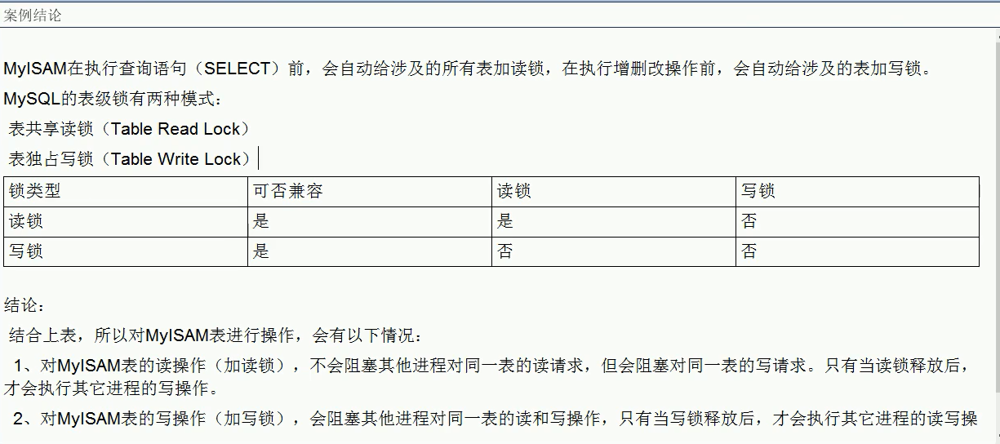 案例结论
MyISAM在执行查询语句（SELECT）前，会自动给涉及的所有表加读锁，在执行增删改操作前，会自动给涉及的表加写锁。
MySQL的表级锁有两种模式：
表共享读锁（Table Read Lock）
表独占写锁（Table Write Lock）
锁类型 可否兼容 读锁 写锁
读锁 是 是 否
写锁 是 否 否
结论：
结合上表，所以对MyISAM表进行操作，会有以下情况：
1、对MyISAM表的读操作（加读锁），不会阻塞其他进程对同一表的读请求，但会阻塞对同一表的写请求。只有当读锁释放后，
才会执行其它进程的写操作。
2、对MyISAM表的写操作（加写锁），会阻塞其他进程对同一表的读和写操作，只有当写锁释放后，才会执行其它进程的读写操